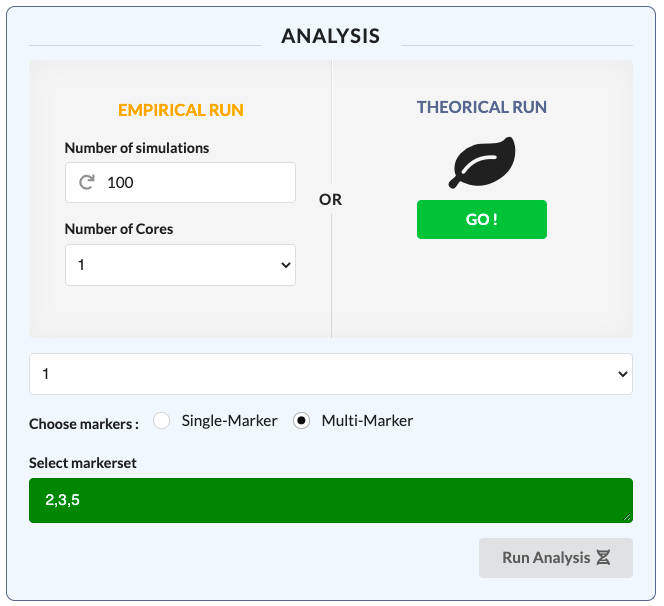 ANALYSIS
EMPIRICAL RUN
Number of simulations
100
Number of Cores
1
OR
THEORICAL RUN
GO !
1
Choose markers : Single-Marker Multi-Marker
Select markerset
2,3,5
Run Analysis